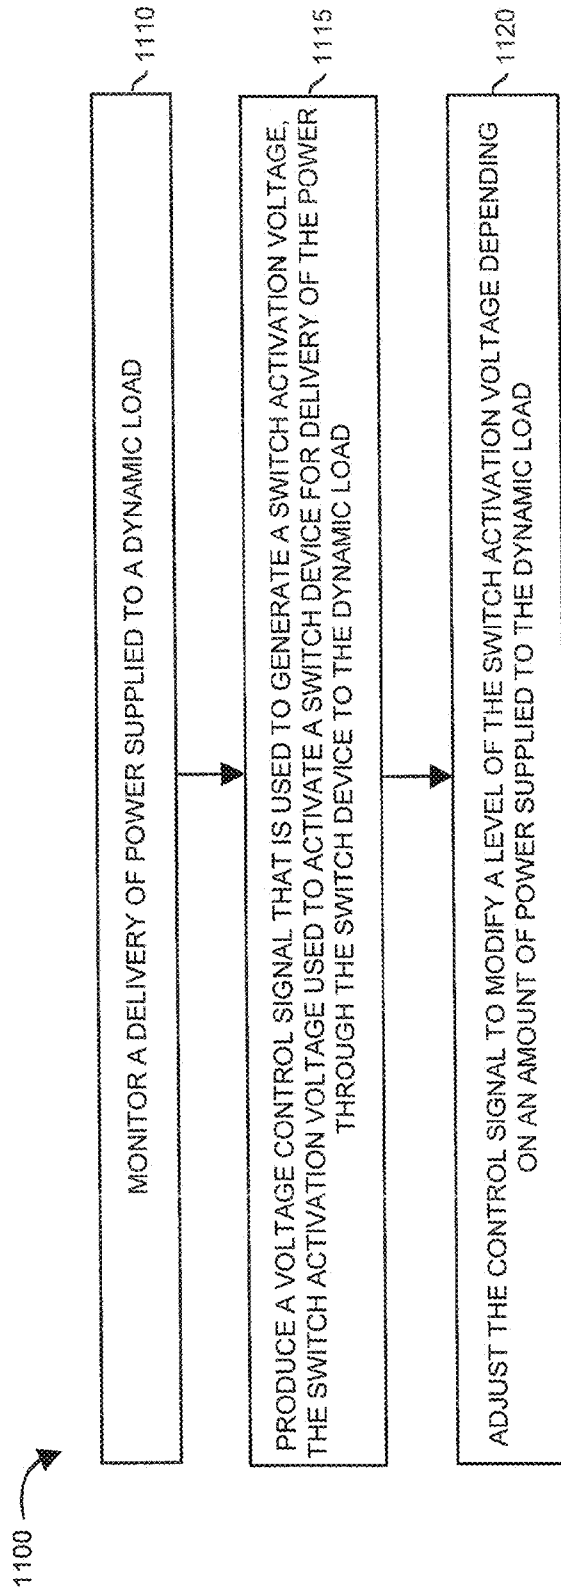 1100
MONITOR A DELIVERY OF POWER SUPPLIED TO A DYNAMIC LOAD
1110
PRODUCE A VOLTAGE CONTROL SIGNAL THAT IS USED TO GENERATE A SWITCH ACTIVATION VOLTAGE,
THE SWITCH ACTIVATION VOLTAGE USED TO ACTIVATE A SWITCH DEVICE FOR DELIVERY OF THE POWER
THROUGH THE SWITCH DEVICE TO THE DYNAMIC LOAD
1115
ADJUST THE CONTROL SIGNAL TO MODIFY A LEVEL OF THE SWITCH ACTIVATION VOLTAGE DEPENDING
ON AN AMOUNT OF POWER SUPPLIED TO THE DYNAMIC LOAD
1120